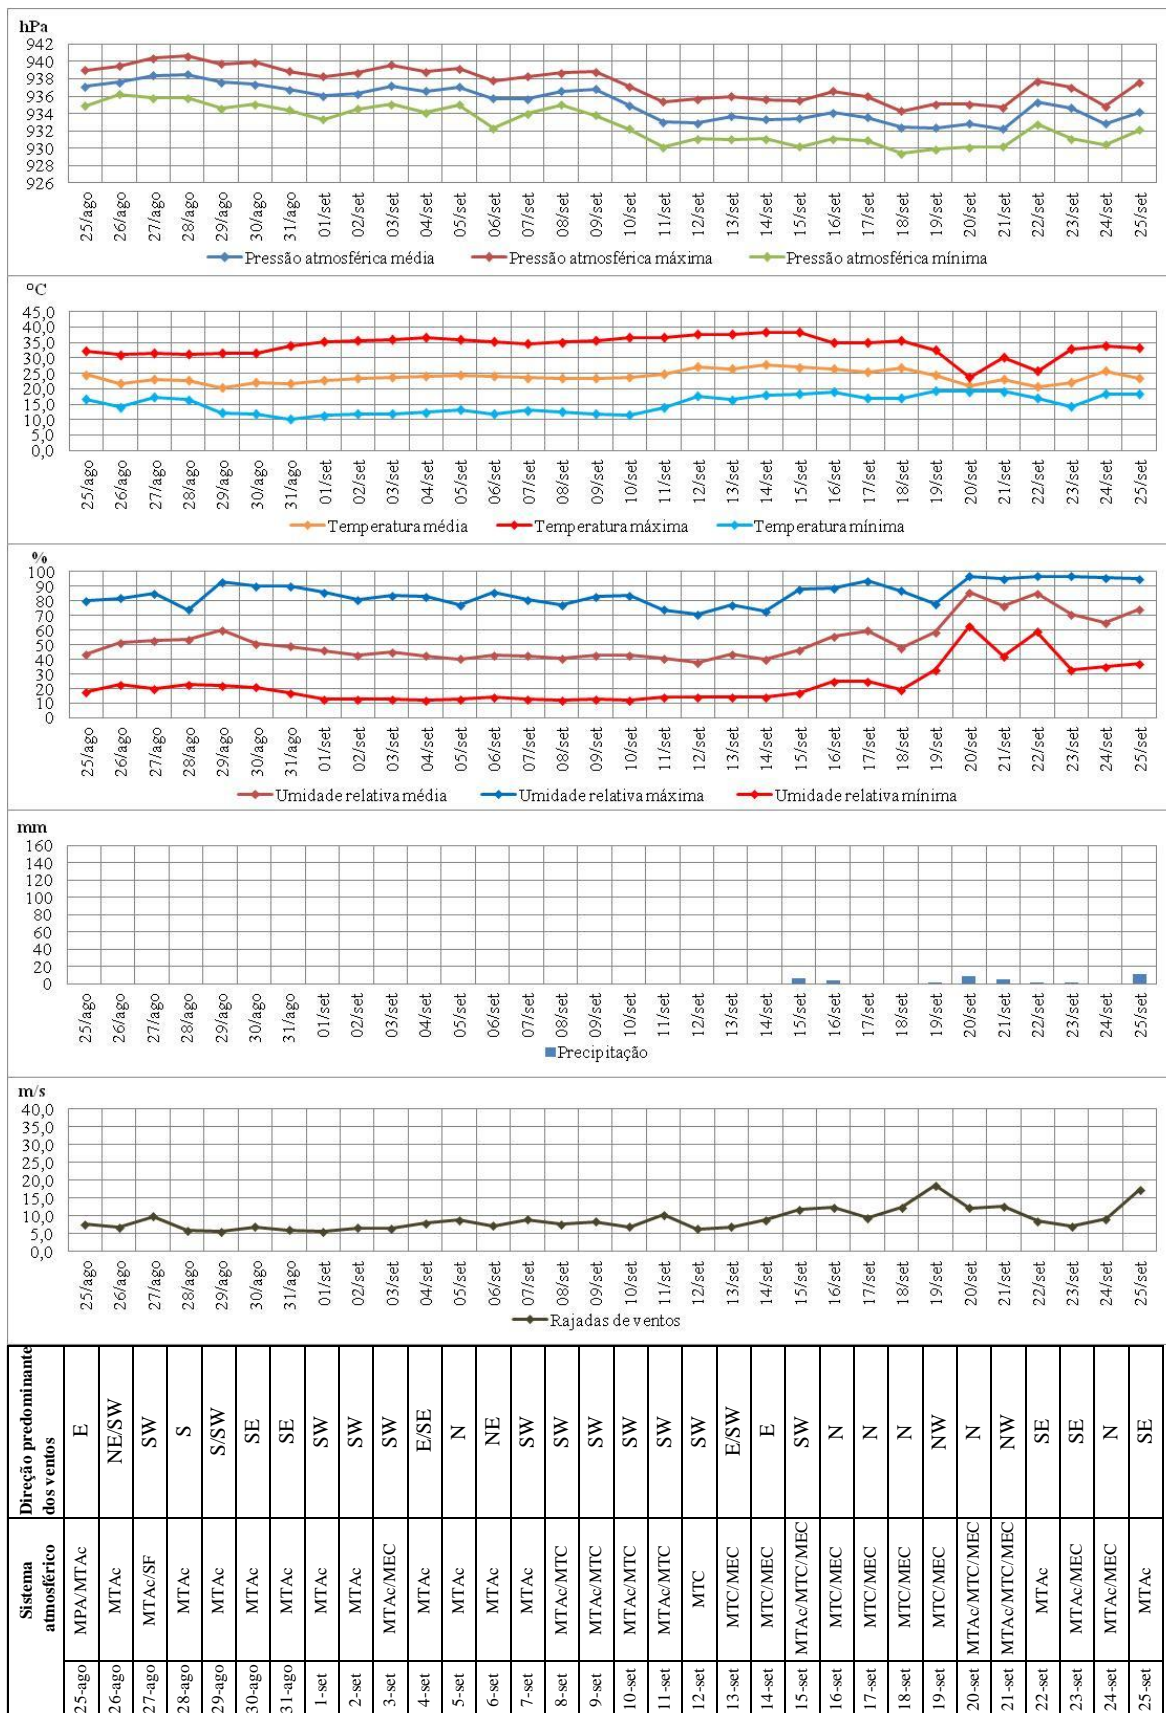 hPa
942
940
938
936
934
932
930
928
926
25/ago 26/ago 27/ago 28/ago 29/ago 30/ago 31/ago 01/set 02/set 03/set 04/set 05/set 06/set 07/set 08/set 09/set 10/set 11/set 12/set 13/set 14/set 15/set 16/set 17/set 18/set 19/set 20/set 21/set 22/set 23/set 24/set 25/set
Pressão atmosférica média Pressão atmosférica máxima Pressão atmosférica mínima
°C
45,0
40,0
35,0
30,0
25,0
20,0
15,0
10,0
5,0
0,0
25/ago 26/ago 27/ago 28/ago 29/ago 30/ago 31/ago 01/set 02/set 03/set 04/set 05/set 06/set 07/set 08/set 09/set 10/set 11/set 12/set 13/set 14/set 15/set 16/set 17/set 18/set 19/set 20/set 21/set 22/set 23/set 24/set 25/set
Temperatura média Temperatura máxima Temperatura mínima
%
100
90
80
70
60
50
40
30
20
10
0
25/ago 26/ago 27/ago 28/ago 29/ago 30/ago 31/ago 01/set 02/set 03/set 04/set 05/set 06/set 07/set 08/set 09/set 10/set 11/set 12/set 13/set 14/set 15/set 16/set 17/set 18/set 19/set 20/set 21/set 22/set 23/set 24/set 25/set
Umidade relativa média Umidade relativa máxima Umidade relativa mínima
mm
160
140
120
100
80
60
40
20
0
25/ago 26/ago 27/ago 28/ago 29/ago 30/ago 31/ago 01/set 02/set 03/set 04/set 05/set 06/set 07/set 08/set 09/set 10/set 11/set 12/set 13/set 14/set 15/set 16/set 17/set 18/set 19/set 20/set 21/set 22/set 23/set 24/set 25/set
Precipitação
m/s
40,0
35,0
30,0
25,0
20,0
15,0
10,0
5,0
0,0
25/ago 26/ago 27/ago 28/ago 29/ago 30/ago 31/ago 01/set 02/set 03/set 04/set 05/set 06/set 07/set 08/set 09/set 10/set 11/set 12/set 13/set 14/set 15/set 16/set 17/set 18/set 19/set 20/set 21/set 22/set 23/set 24/set 25/set
Rajadas de ventos
Direção predominante
dos ventos
E NE/SW SW S S/SW SE SE SW SW SW E/SE N NE SW SW SW SW SW SW E/SW E SW N N N NW N NW SE SE N SE
Sistema
atmosférico
MPA/MTAc MTAc MTAc/SF MTAc MTAc MTAc MTAc MTAc MTAc MTAc/MEC MTAc MTAc MTAc MTAc MTAc/MTC MTAc/MTC MTAc/MTC MTAc/MTC MTC MTC/MEC MTC/MEC MTAc/MTC/MEC MTC/MEC MTC/MEC MTC/MEC MTC/MEC MTAc/MTC/MEC MTAc/MTC/MEC MTAc MTAc/MEC MTAc/MEC MTAc
25-ago 26-ago 27-ago 28-ago 29-ago 30-ago 31-ago 1-set 2-set 3-set 4-set 5-set 6-set 7-set 8-set 9-set 10-set 11-set 12-set 13-set 14-set 15-set 16-set 17-set 18-set 19-set 20-set 21-set 22-set 23-set 24-set 25-set